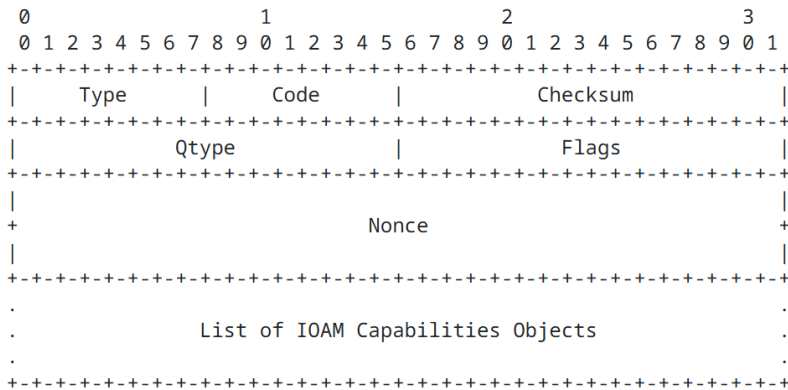 0                   1                   2                   3
 0 1 2 3 4 5 6 7 8 9 0 1 2 3 4 5 6 7 8 9 0 1 2 3 4 5 6 7 8 9 0 1
+-+-+-+-+-+-+-+-+-+-+-+-+-+-+-+-+-+-+-+-+-+-+-+-+-+-+-+-+-+-+-+-+
|     Type      |     Code      |           Checksum            |
+-+-+-+-+-+-+-+-+-+-+-+-+-+-+-+-+-+-+-+-+-+-+-+-+-+-+-+-+-+-+-+-+
|             Qtype             |             Flags             |
+-+-+-+-+-+-+-+-+-+-+-+-+-+-+-+-+-+-+-+-+-+-+-+-+-+-+-+-+-+-+-+-+
|                                                               |
+                             Nonce                             +
|                                                               |
+-+-+-+-+-+-+-+-+-+-+-+-+-+-+-+-+-+-+-+-+-+-+-+-+-+-+-+-+-+-+-+-+
.                                                               .
.               List of IOAM Capabilities Objects               .
.                                                               .
+-+-+-+-+-+-+-+-+-+-+-+-+-+-+-+-+-+-+-+-+-+-+-+-+-+-+-+-+-+-+-+-+